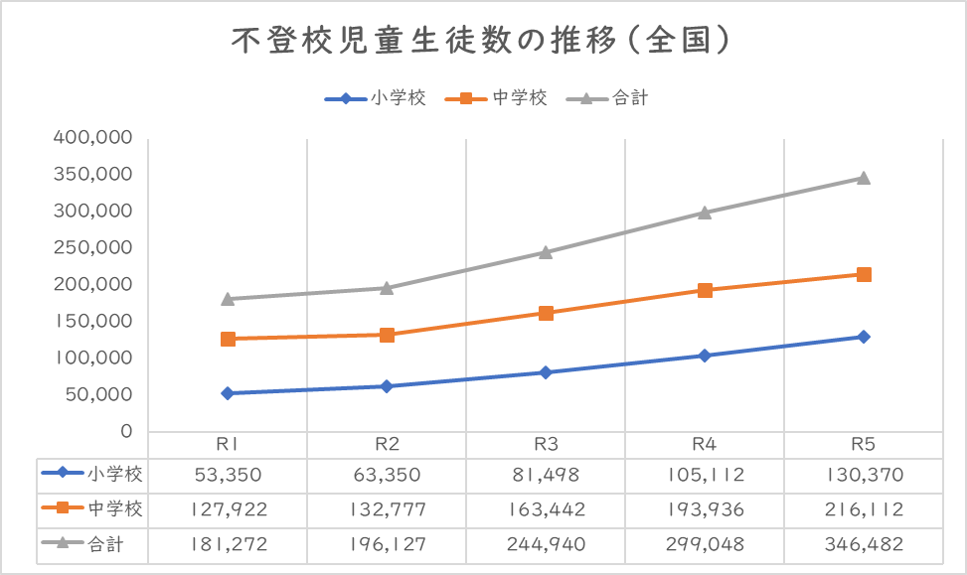 不登校児童生徒数の推移(全国)
小学校 中学校 合計
400,000
350,000
300,000
250,000
200,000
150,000
100,000
50,000
0
R1 R2 R3 R4 R5
小学校 53,350 63,350 81,498 105,112 130,370
中学校 127,922 132,777 163,442 193,936 216,112
合計 181,272 196,127 244,940 299,048 346,482